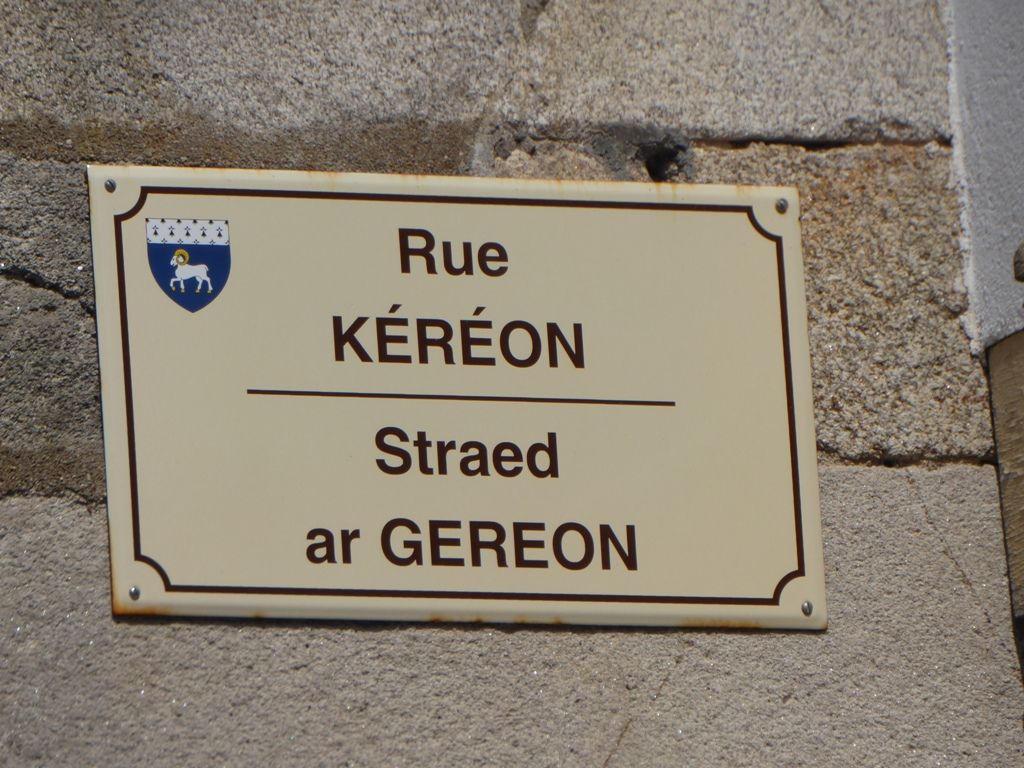 Rue
KÉRÉON
Straed
ar GEREON